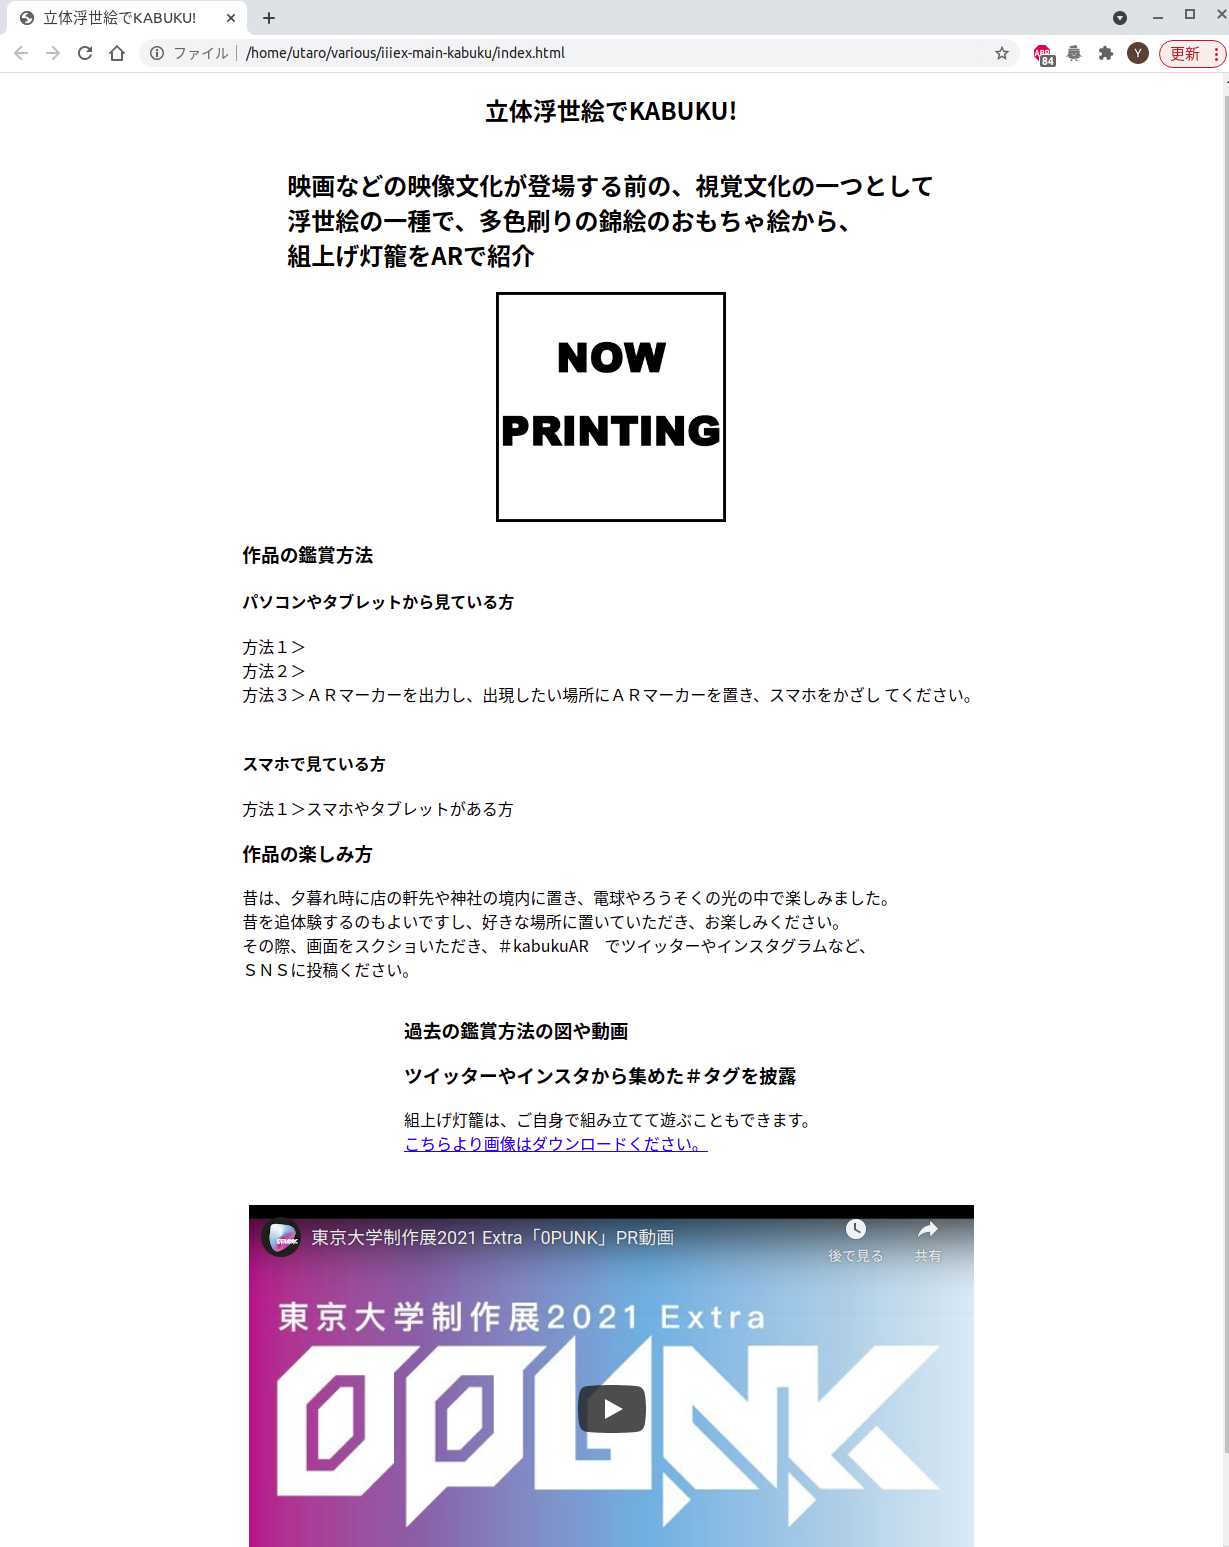 立体浮世絵でKABUKU!
ファイル | /home/utaro/various/iiiex-main-kabuku/index.html
ABP
84
Y
更新
立体浮世絵でKABUKU!
映画などの映像文化が登場する前の、視覚文化の一つとして
浮世絵の一種で、多色刷りの錦絵のおもちゃ絵から、
組上げ灯籠をARで紹介
NOW
PRINTING
作品の鑑賞方法
パソコンやタブレットから見ている方
方法１＞
方法２＞
方法３＞ＡＲマーカーを出力し、出現したい場所にＡＲマーカーを置き、スマホをかざし てください。
スマホで見ている方
方法１＞スマホやタブレットがある方
作品の楽しみ方
昔は、夕暮れ時に店の軒先や神社の境内に置き、電球やろうそくの光の中で楽しみました。
昔を追体験するのもよいですし、好きな場所に置いていただき、お楽しみください。
その際、画面をスクショいただき、＃kabukuAR　でツイッターやインスタグラムなど、
ＳＮＳに投稿ください。
過去の鑑賞方法の図や動画
ツイッターやインスタから集めた＃タグを披露
組上げ灯籠は、ご自身で組み立てて遊ぶこともできます。
こちらより画像はダウンロードください。
東京大学制作展2021 Extra「0PUNK」PR動画
後で見る
共有
東京大学制作展2021 Extra
0PUNK